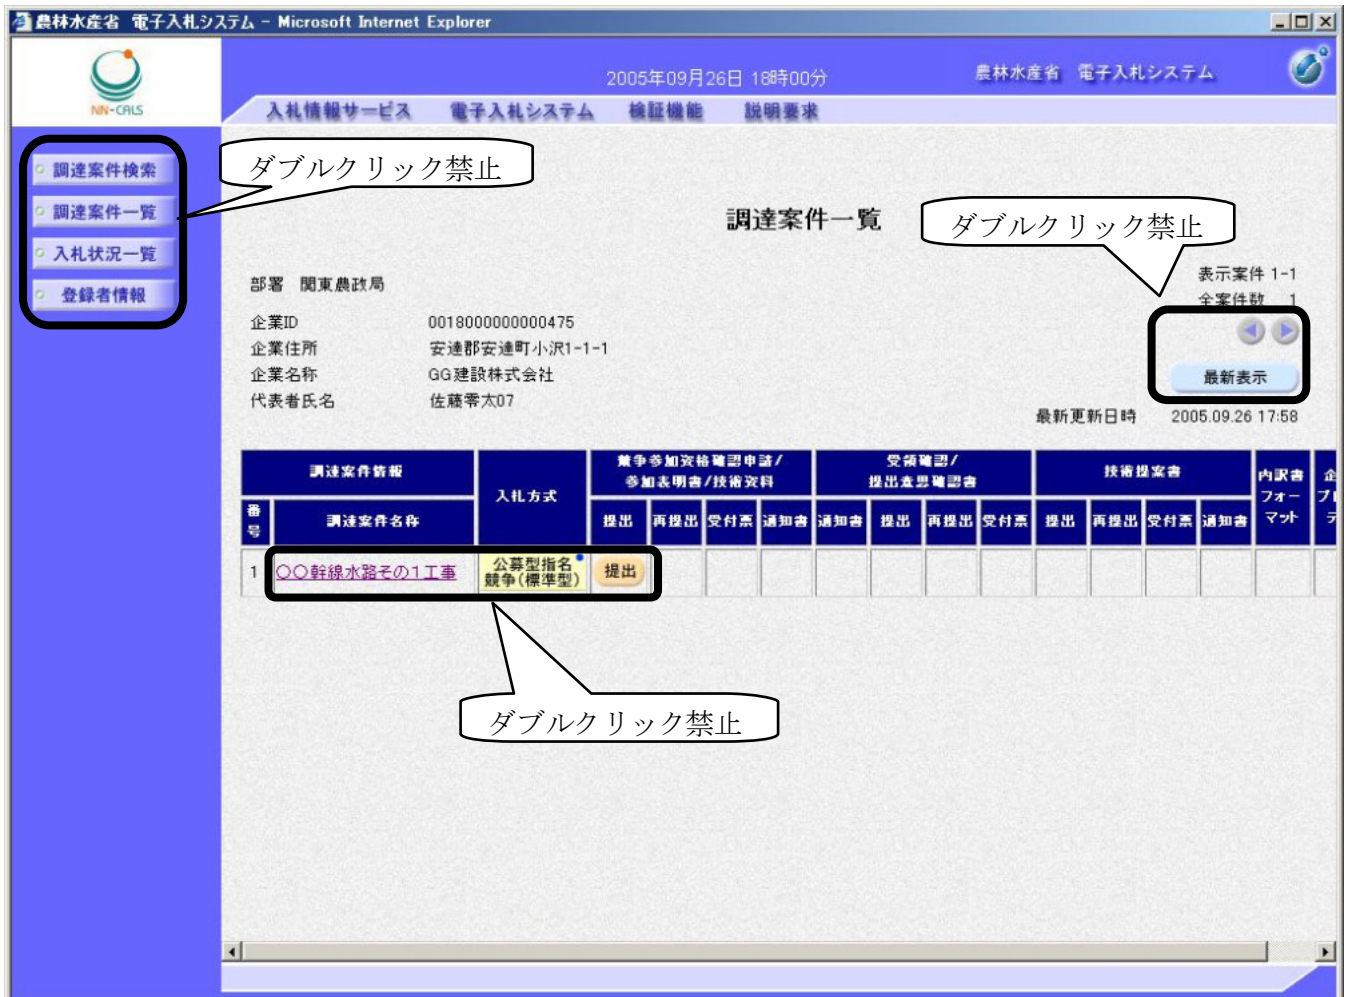 農林水産省 電子入札システム - Microsoft Internet Explorer
NN-CALS
2005年09月26日 18時00分
農林水産省 電子入札システム
入札情報サービス 電子入札システム 検証機能 説明要求
調達案件検索
調達案件一覧
入札状況一覧
登録者情報
ダブルクリック禁止
調達案件一覧
ダブルクリック禁止
表示案件 1-1
全案件数 1
部署 関東農政局
企業ID 0018000000000475
企業住所 安達郡安達町小沢1-1-1
企業名称 GG建設株式会社
代表者氏名 佐藤零太07
最新表示
最新更新日時 2005.09.26 17:58
調達案件情報
入札方式
競争参加資格確認申請/
参加表明書/技術資料
受領確認/
提出意思確認書
技術提案書
内訳書
フォー
マット
番号
調達案件名称
提出 再提出 受付票 通知書 通知書 提出 再提出 受付票 提出 再提出 受付票 通知書
1 〇〇幹線水路その1工事 公募型指名
競争(標準型) 提出
ダブルクリック禁止